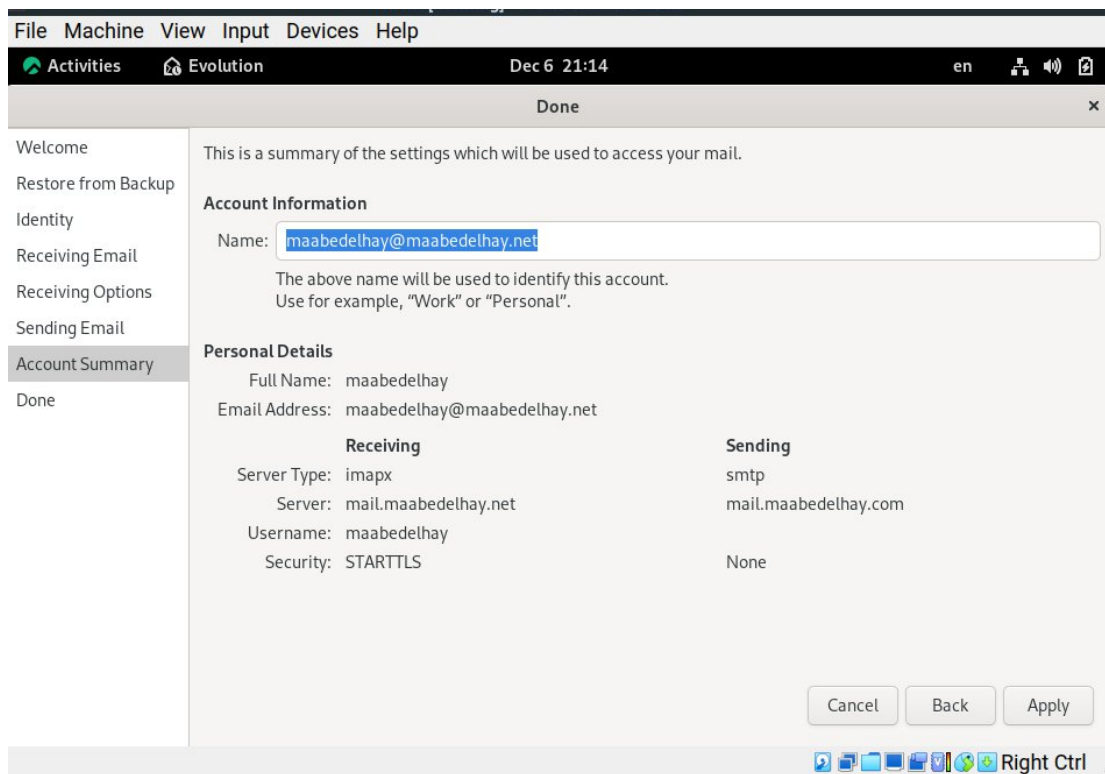 File Machine View Input Devices Help
Activities Evolution Dec 6 21:14 en
Done ×
Welcome
Restore from Backup
Identity
Receiving Email
Receiving Options
Sending Email
Account Summary
Done
This is a summary of the settings which will be used to access your mail.
Account Information
Name: maabedelhay@maabedelhay.net
The above name will be used to identify this account.
Use for example, “Work” or “Personal”.
Personal Details
Full Name: maabedelhay
Email Address: maabedelhay@maabedelhay.net
Receiving Sending
Server Type: imapx smtp
Server: mail.maabedelhay.net mail.maabedelhay.com
Username: maabedelhay
Security: STARTTLS None
Cancel Back Apply
Right Ctrl